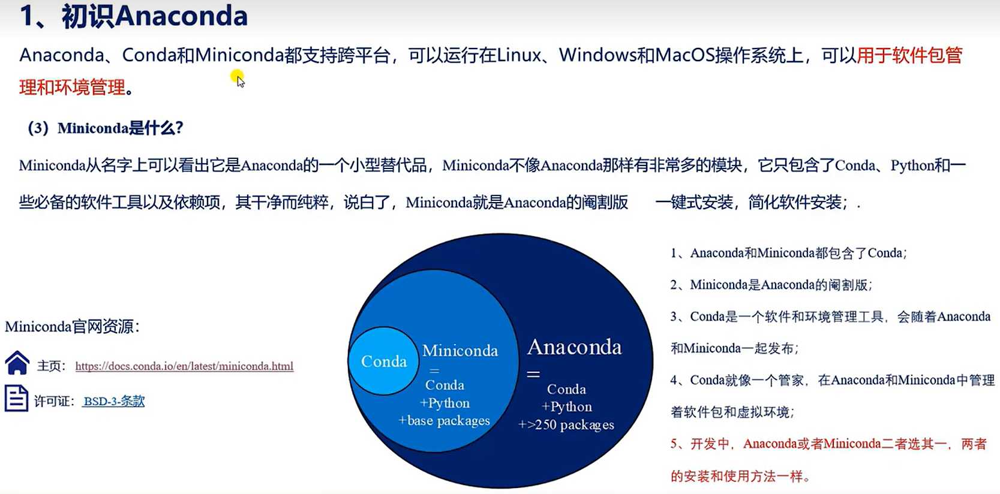 1、初识Anaconda
Anaconda、Conda和Miniconda都支持跨平台，可以运行在Linux、Windows和MacOS操作系统上，可以用于软件包管
理和环境管理。
（3）Miniconda是什么？
Miniconda从名字上可以看出它是Anaconda的一个小型替代品，Miniconda不像Anaconda那样有非常多的模块，它只包含了Conda、Python和一
些必备的软件工具以及依赖项，其干净而纯粹，说白了，Miniconda就是Anaconda的阉割版 一键式安装，简化软件安装；.
Miniconda官网资源：
主页： https://docs.conda.io/en/latest/miniconda.html
许可证： BSD-3-条款
Conda
Miniconda
=
Conda
+Python
+base packages
Anaconda
=
Conda
+Python
+>250 packages
1、Anaconda和Miniconda都包含了Conda；
2、Miniconda是Anaconda的阉割版；
3、Conda是一个软件和环境管理工具，会随着Anaconda
和Miniconda一起发布；
4、Conda就像一个管家，在Anaconda和Miniconda中管理
着软件包和虚拟环境；
5、开发中，Anaconda或者Miniconda二者选其一，两者
的安装和使用方法一样。